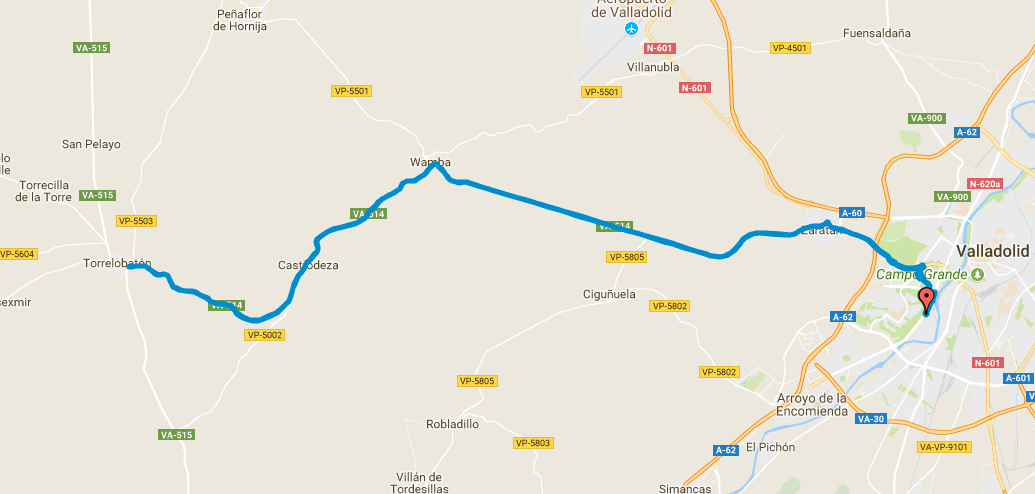 Aeropuerto
de Valladolid
Peñaflor
de Hornija
Fuensaldaña
VA-515
N-601
VP-4501
Villanubla
VP-5501
VP-5501
N-601
VA-900
A-62
San Pelayo
Wamba
Torrecilla
de la Torre
VA-515
N-620a
VA-900
VP-5503
VA-514
A-60
VA-514
Zaratán
VP-5604
VP-5805
Valladolid
Torrelobatón
Castrodeza
Campo Grande
Ciguñuela
VA-514
VP-5802
A-62
VP-5002
N-601
VP-5802
A-601
VP-5805
Arroyo de la
Encomienda
VA-30
Robladillo
VA-515
VP-5803
El Pichón
VA-VP-9101
A-62
Villán de
Tordesillas
Simancas